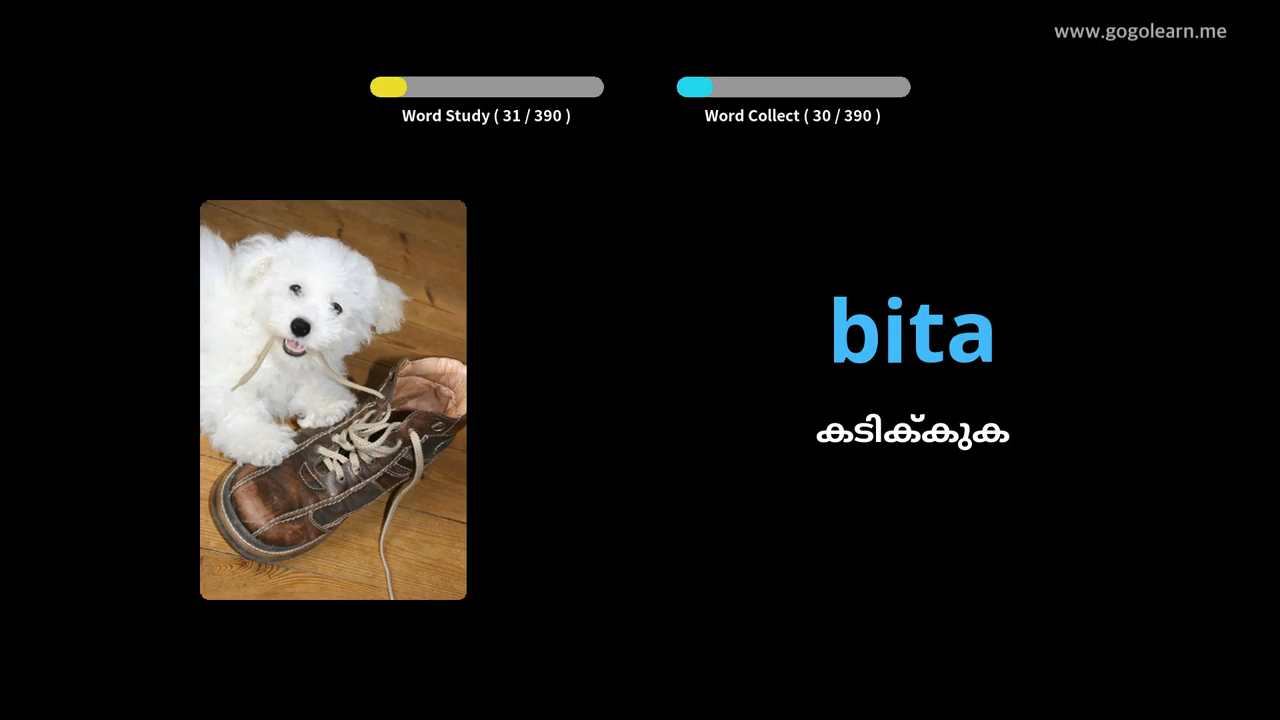 www.gogolearn.me
Word Study ( 31 / 390 )
Word Collect ( 30 / 390 )
bita
കടിക്കുക